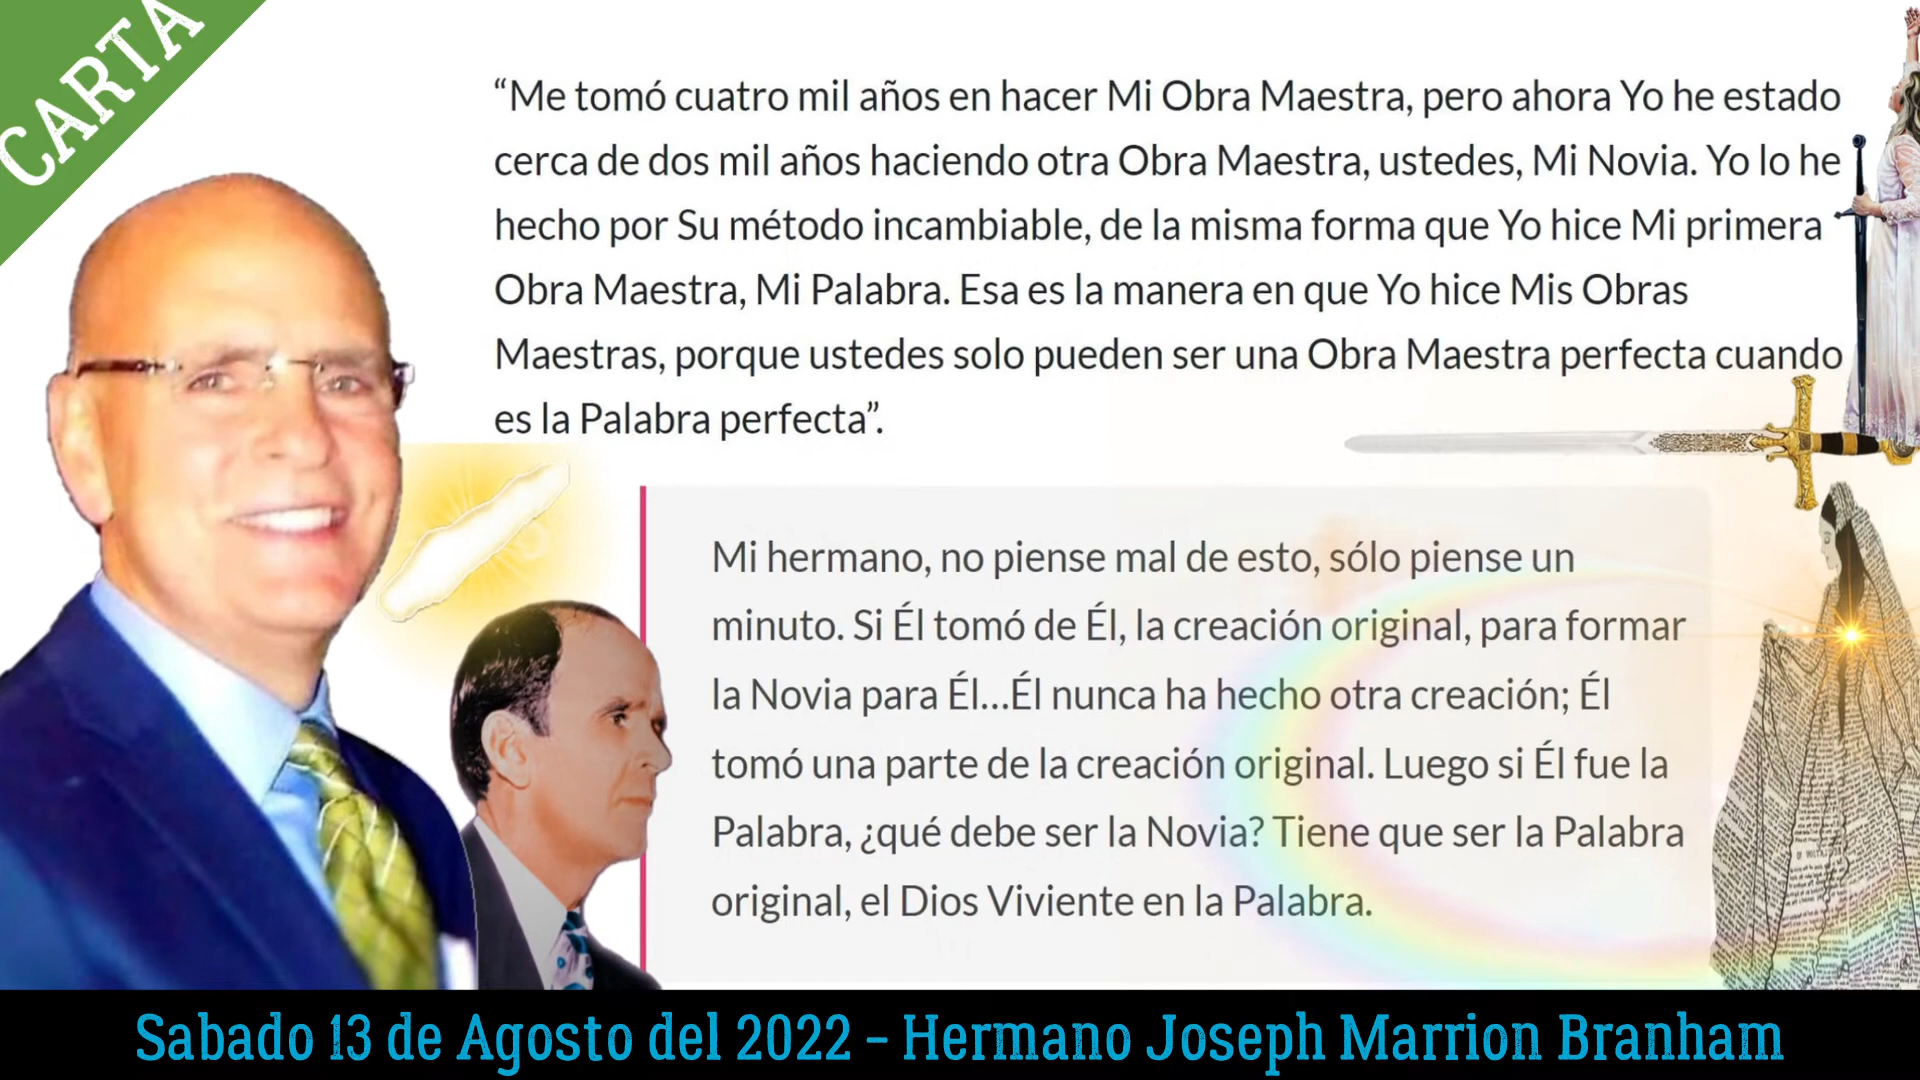 CARTA
“Me tomó cuatro mil años en hacer Mi Obra Maestra, pero ahora Yo he estado
cerca de dos mil años haciendo otra Obra Maestra, ustedes, Mi Novia. Yo lo he
hecho por Su método incambiable, de la misma forma que Yo hice Mi primera
Obra Maestra, Mi Palabra. Esa es la manera en que Yo hice Mis Obras
Maestras, porque ustedes solo pueden ser una Obra Maestra perfecta cuando
es la Palabra perfecta”.
Mi hermano, no piense mal de esto, sólo piense un
minuto. Si Él tomó de Él, la creación original, para formar
la Novia para Él...Él nunca ha hecho otra creación; Él
tomó una parte de la creación original. Luego si Él fue la
Palabra, ¿qué debe ser la Novia? Tiene que ser la Palabra
original, el Dios Viviente en la Palabra.
Sabado 13 de Agosto del 2022 - Hermano Joseph Marrion Branham